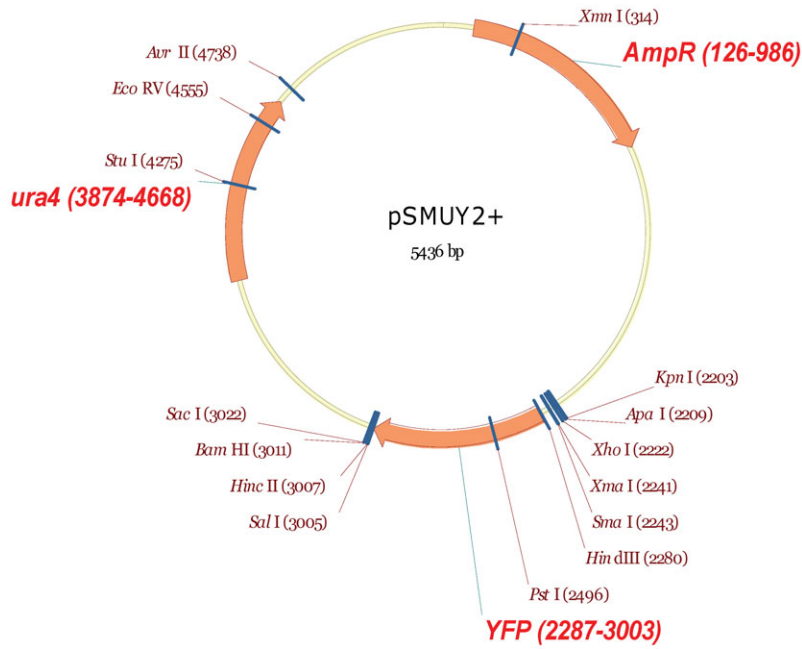 Xmn I (314)
AmpR (126-986)
Avr II (4738)
Eco RV (4555)
Stu I (4275)
ura4 (3874-4668)
pSMUY2+
5436 bp
Kpn I (2203)
Apa I (2209)
Xho I (2222)
Xma I (2241)
Sma I (2243)
Hin dIII (2280)
Pst I (2496)
YFP (2287-3003)
Sac I (3022)
Bam HI (3011)
Hinc II (3007)
Sal I (3005)